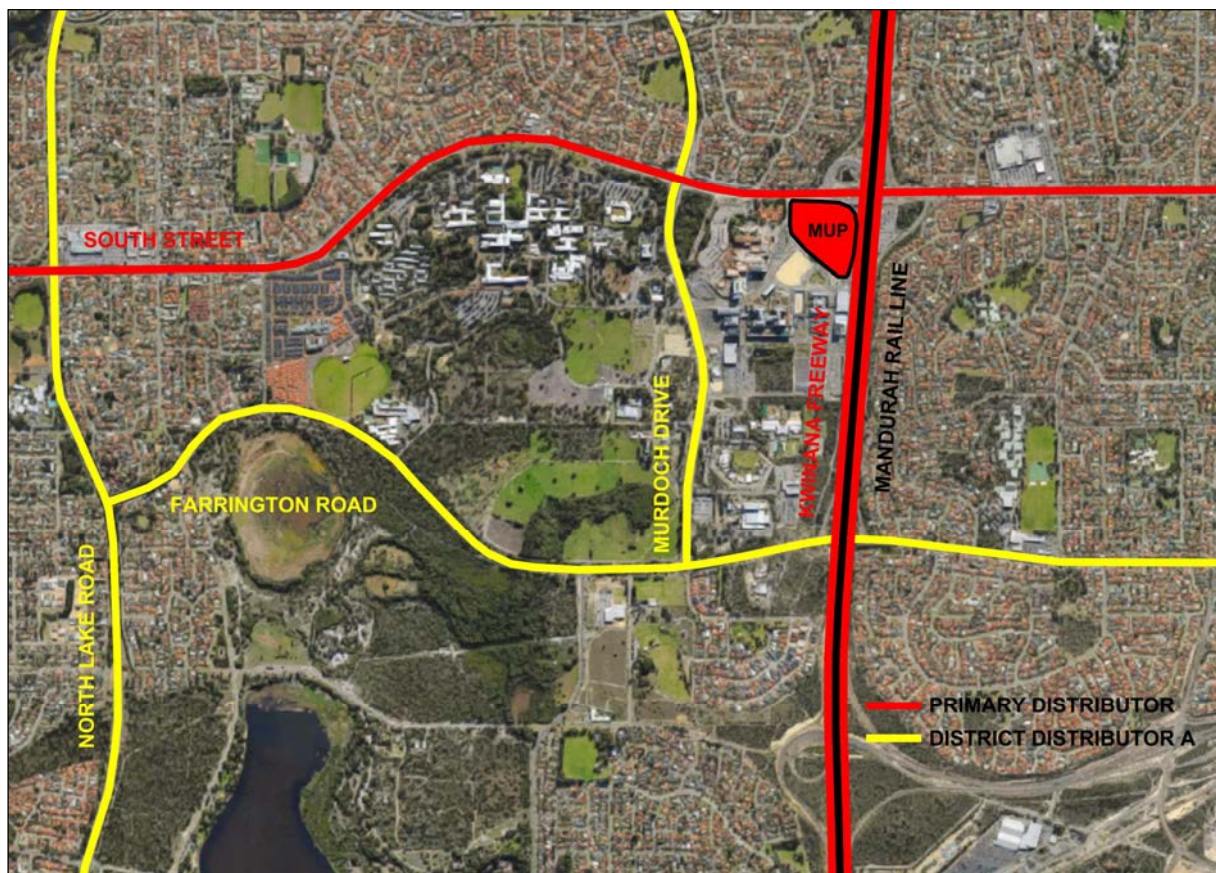 SOUTH STREET
MUP
KWINANA FREEWAY
MANDURAH RAIL LINE
MURDOCH DRIVE
FARRINGTON ROAD
NORTH LAKE ROAD
PRIMARY DISTRIBUTOR
DISTRICT DISTRIBUTOR A